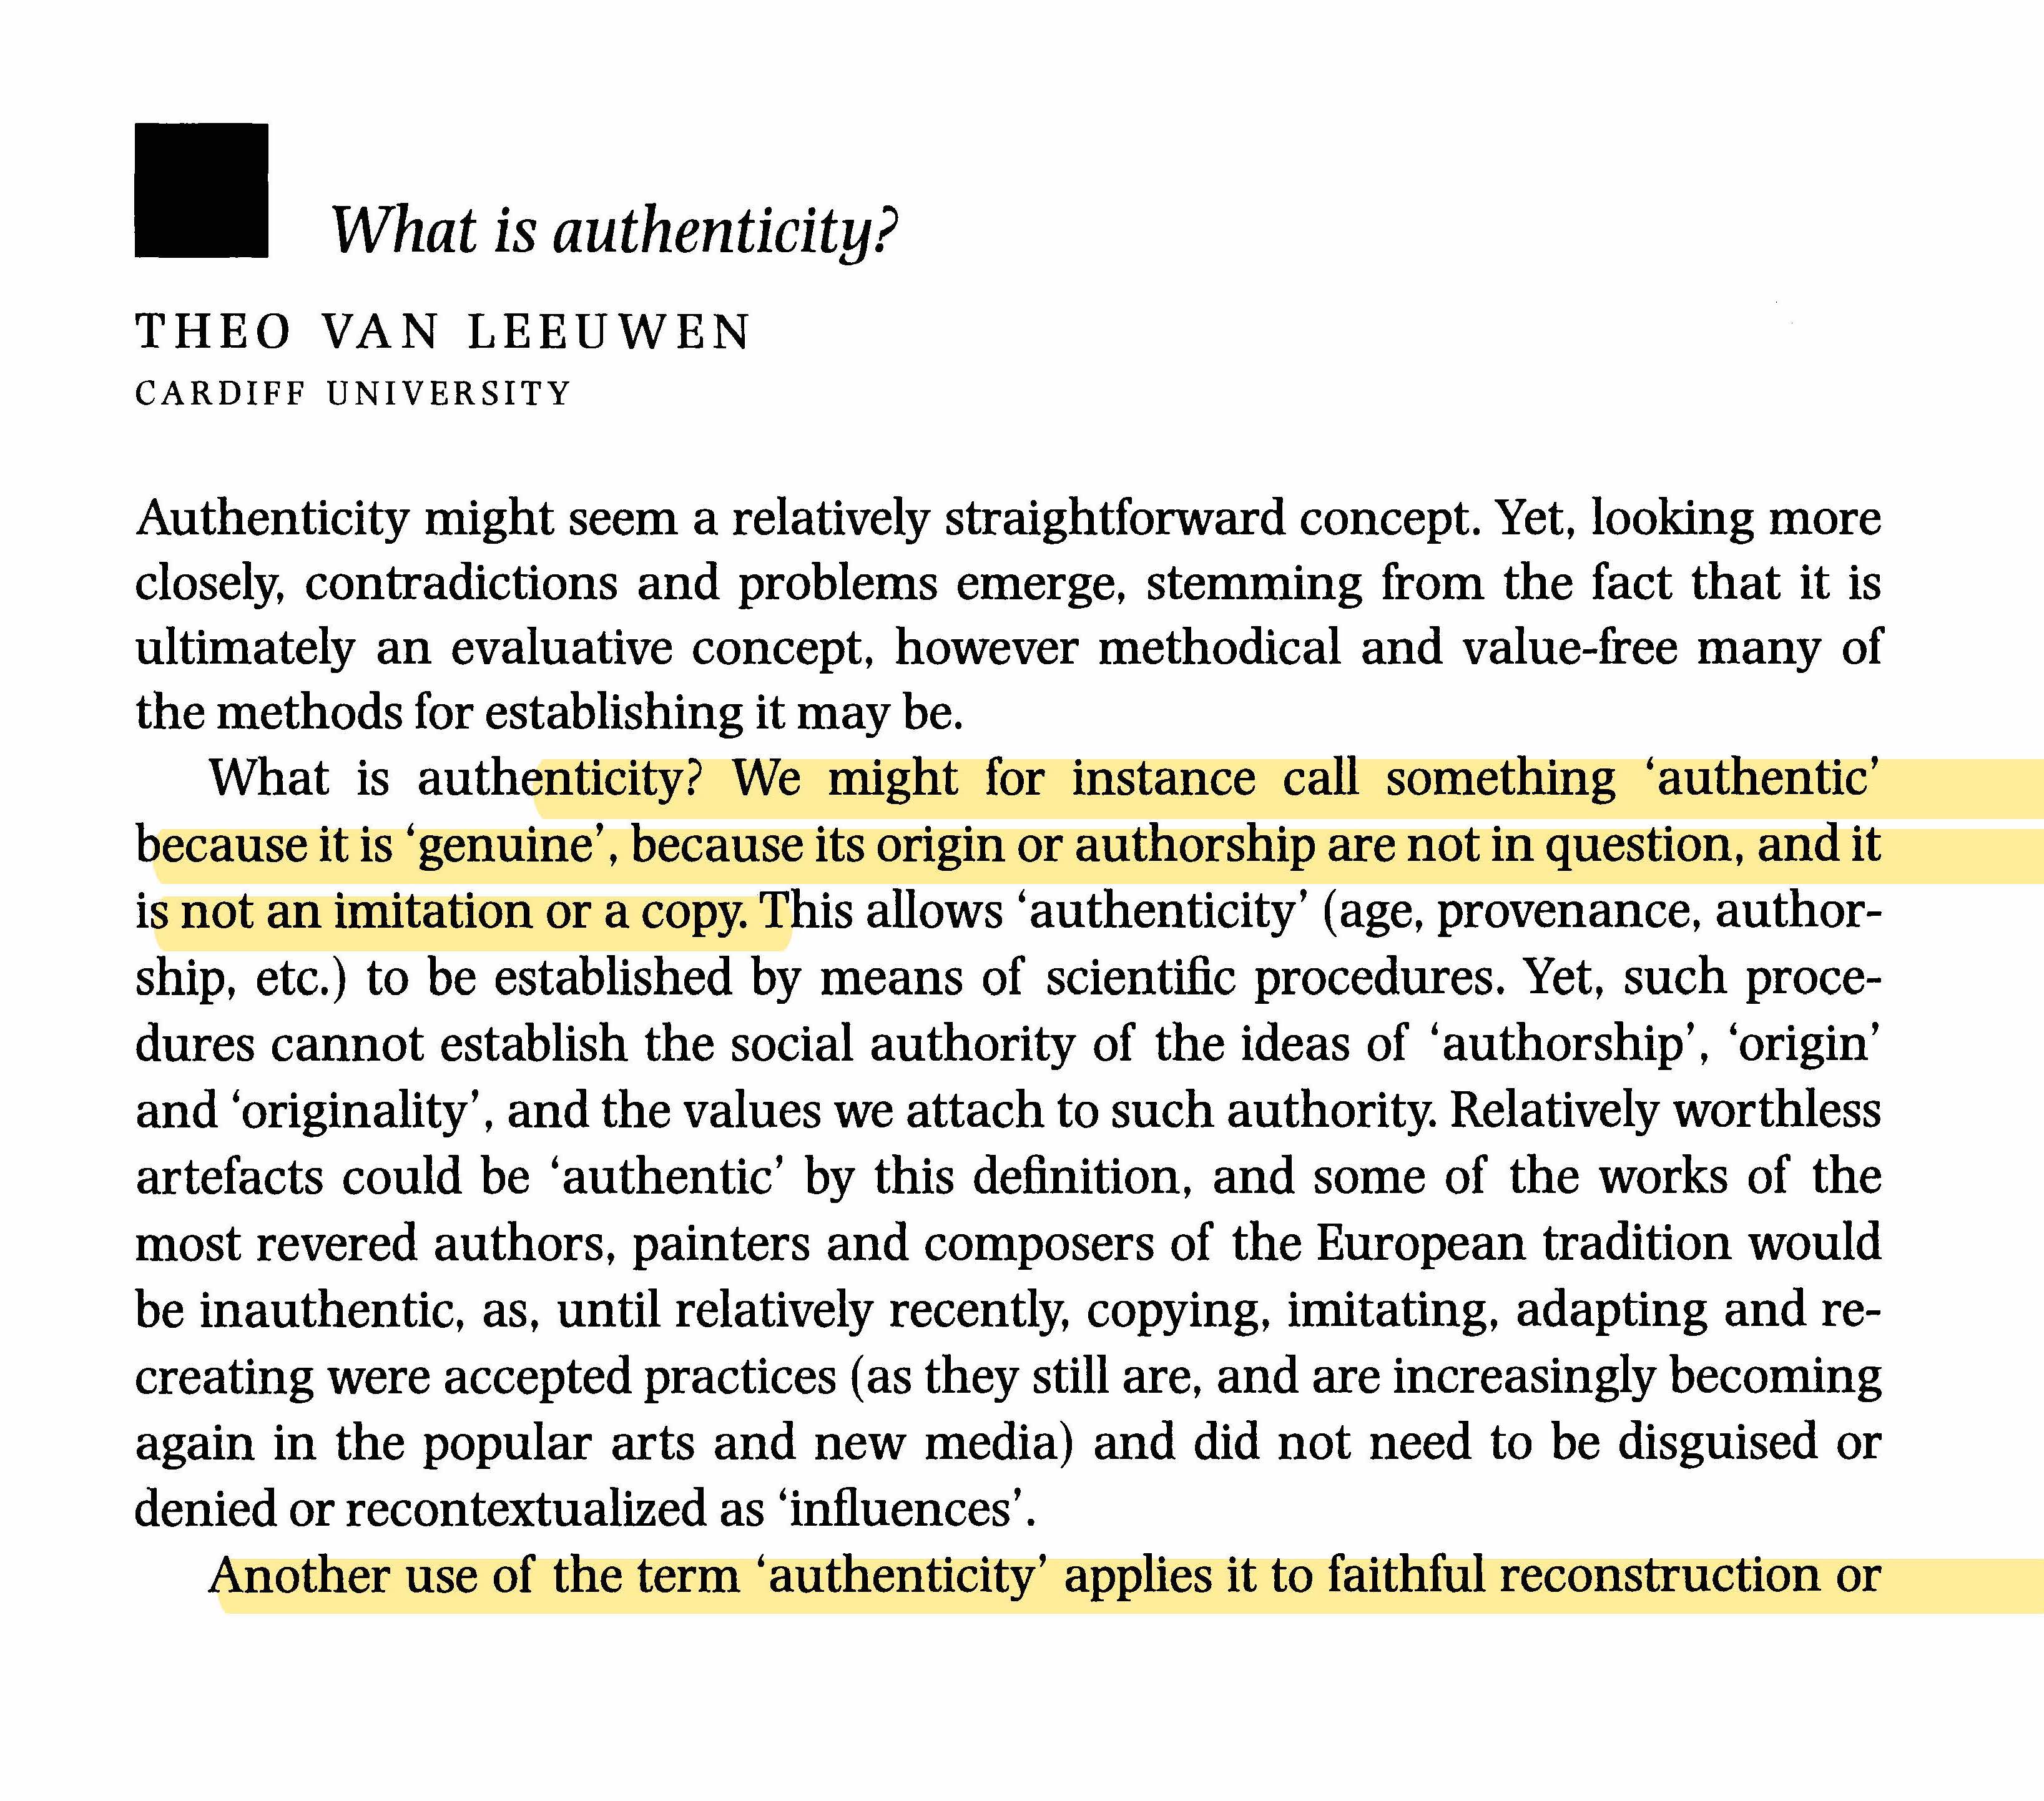 What is authenticity?
THEO VAN LEEUWEN
CARDIFF UNIVERSITY
Authenticity might seem a relatively straightforward concept. Yet, looking more
closely, contradictions and problems emerge, stemming from the fact that it is
ultimately an evaluative concept, however methodical and value-free many of
the methods for establishing it may be.
What is authenticity? We might for instance call something ‘authentic’
because it is ‘genuine’, because its origin or authorship are not in question, and it
is not an imitation or a copy. This allows ‘authenticity’ (age, provenance, author-
ship, etc.) to be established by means of scientific procedures. Yet, such proce-
dures cannot establish the social authority of the ideas of ‘authorship’, ‘origin’
and ‘originality’, and the values we attach to such authority. Relatively worthless
artefacts could be ‘authentic’ by this definition, and some of the works of the
most revered authors, painters and composers of the European tradition would
be inauthentic, as, until relatively recently, copying, imitating, adapting and re-
creating were accepted practices (as they still are, and are increasingly becoming
again in the popular arts and new media) and did not need to be disguised or
denied or recontextualized as ‘influences’.
Another use of the term ‘authenticity’ applies it to faithful reconstruction or